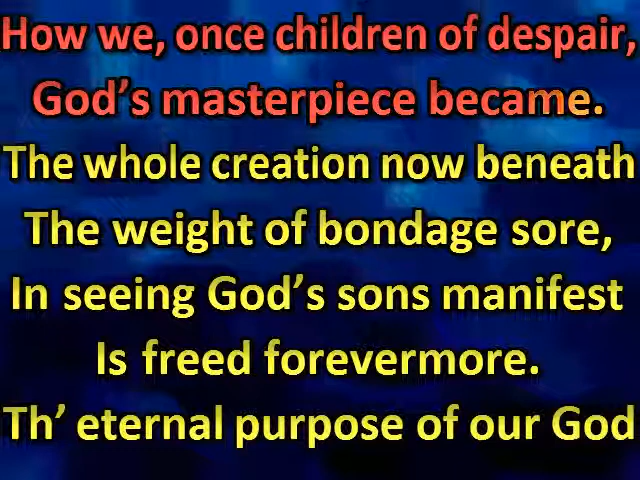 How we, once children of despair,
God’s masterpiece became.
The whole creation now beneath
The weight of bondage sore,
In seeing God’s sons manifest
Is freed forevermore.
Th’ eternal purpose of our God